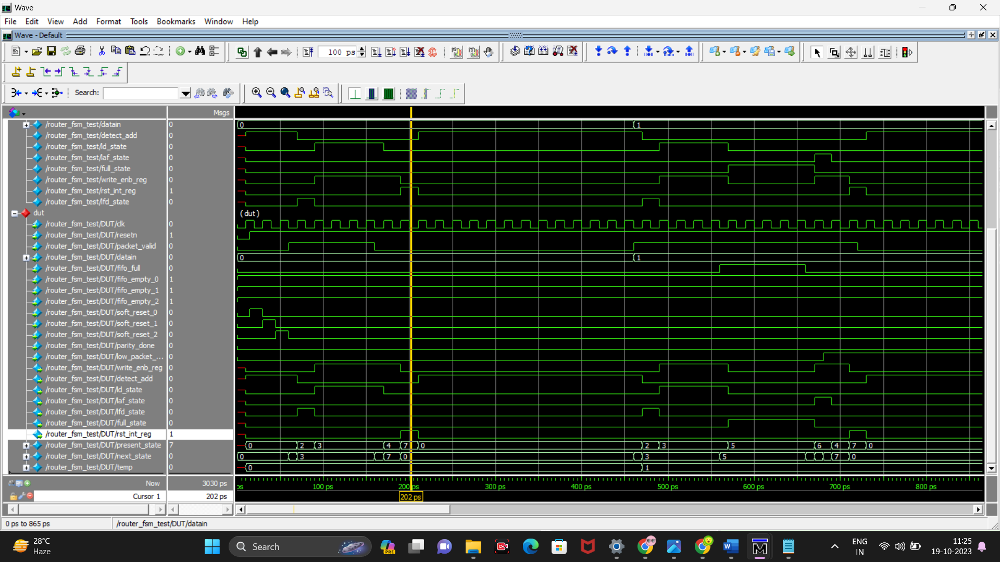 Wave
File Edit View Add Format Tools Bookmarks Window Help
Wave - Default
100 ps
Search:
Msgs
/router_fsm_test/datain 0 0 1
/router_fsm_test/detect_add 0
/router_fsm_test/ld_state 0
/router_fsm_test/laf_state 0
/router_fsm_test/full_state 0
/router_fsm_test/write_enb_reg 0
/router_fsm_test/rst_int_reg 1
/router_fsm_test/lfd_state 0
dut (dut)
/router_fsm_test/DUT/clk 0
/router_fsm_test/DUT/resetn 1
/router_fsm_test/DUT/packet_valid 0
/router_fsm_test/DUT/datain 0 0 1
/router_fsm_test/DUT/fifo_full 0
/router_fsm_test/DUT/fifo_empty_0 1
/router_fsm_test/DUT/fifo_empty_1 1
/router_fsm_test/DUT/fifo_empty_2 1
/router_fsm_test/DUT/soft_reset_0 0
/router_fsm_test/DUT/soft_reset_1 0
/router_fsm_test/DUT/soft_reset_2 0
/router_fsm_test/DUT/parity_done 0
/router_fsm_test/DUT/low_packet_... 0
/router_fsm_test/DUT/write_enb_reg 0
/router_fsm_test/DUT/detect_add 0
/router_fsm_test/DUT/ld_state 0
/router_fsm_test/DUT/laf_state 0
/router_fsm_test/DUT/lfd_state 0
/router_fsm_test/DUT/full_state 0
/router_fsm_test/DUT/rst_int_reg 1
/router_fsm_test/DUT/present_state 7 0 2 3 4 7 0 2 3 5 6 4 7 0
/router_fsm_test/DUT/next_state 0 0 3 7 0 3 5 7 0
/router_fsm_test/DUT/temp 0 0 1
Now 3030 ps ps 100 ps 200 ps 300 ps 400 ps 500 ps 600 ps 700 ps 800 ps
Cursor 1 202 ps 202 ps
0 ps to 865 ps /router_fsm_test/DUT/datain
28°C
Haze
Search
PRE
ENG
IN
11:25
19-10-2023